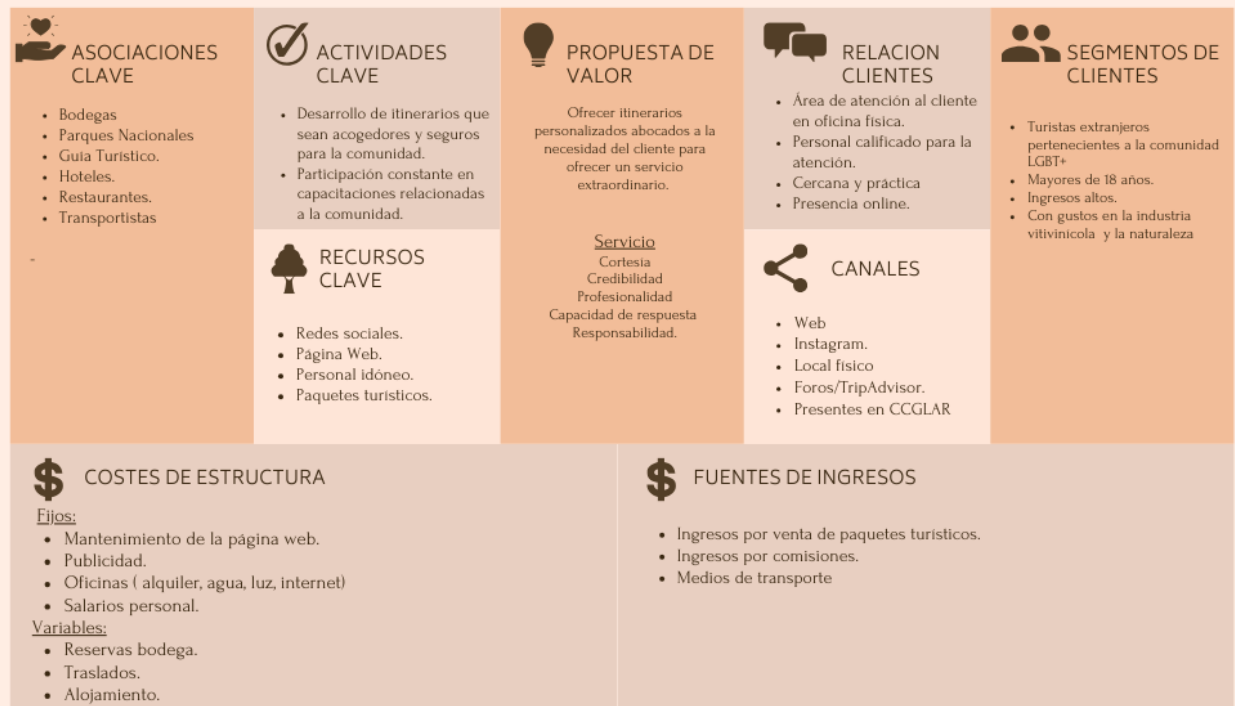 ASOCIACIONES
CLAVE
• Bodegas
• Parques Nacionales
• Guia Turístico.
• Hoteles.
• Restaurantes.
• Transportistas
-
ACTIVIDADES
CLAVE
• Desarrollo de itinerarios que
sean acogedores y seguros
para la comunidad.
• Participación constante en
capacitaciones relacionadas
a la comunidad.
RECURSOS
CLAVE
• Redes sociales.
• Página Web.
• Personal idóneo.
• Paquetes turísticos.
PROPUESTA DE
VALOR
Ofrecer itinerarios
personalizados abocados a la
necesidad del cliente para
ofrecer un servicio
extraordinario.
Servicio
Cortesía
Credibilidad
Profesionalidad
Capacidad de respuesta
Responsabilidad.
RELACION
CLIENTES
• Área de atención al cliente
en oficina física.
• Personal calificado para la
atención.
• Cercana y práctica
• Presencia online.
CANALES
• Web
• Instagram.
• Local físico
• Foros/TripAdvisor.
• Presentes en CCGLAR
SEGMENTOS DE
CLIENTES
• Turistas extranjeros
pertenecientes a la comunidad
LGBT+
• Mayores de 18 años.
• Ingresos altos.
• Con gustos en la industria
vitivinícola y la naturaleza
COSTES DE ESTRUCTURA
Fijos:
• Mantenimiento de la página web.
• Publicidad.
• Oficinas ( alquiler, agua, luz, internet)
• Salarios personal.
Variables:
• Reservas bodega.
• Traslados.
• Alojamiento.
FUENTES DE INGRESOS
• Ingresos por venta de paquetes turísticos.
• Ingresos por comisiones.
• Medios de transporte